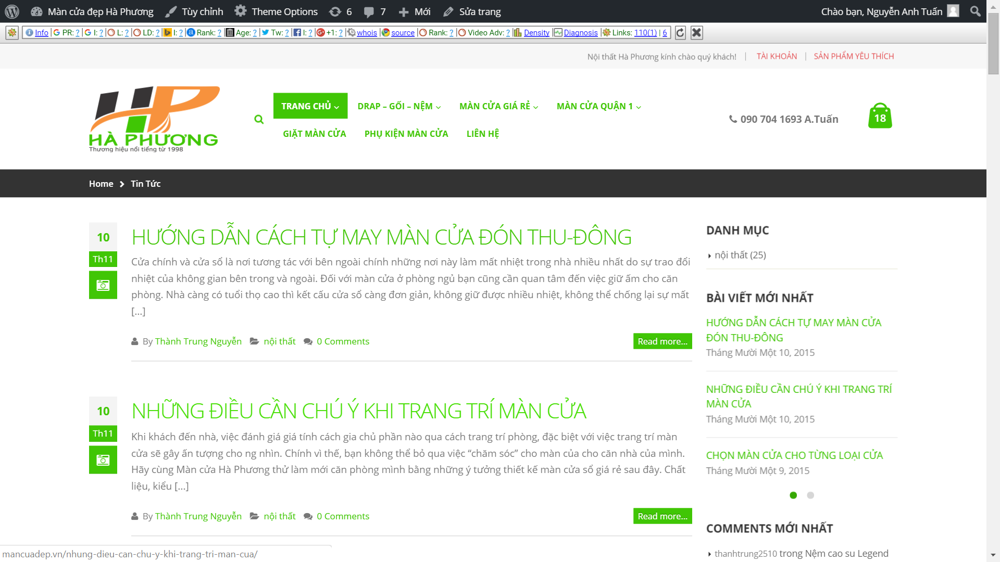 Màn cửa đẹp Hà Phương Tùy chỉnh Theme Options 6 7 Mới Sửa trang Chào bạn, Nguyễn Anh Tuấn
Info | PR: ? | I: ? | L: ? | LD: ? | I: ? | Rank: ? | Age: ? | Tw: ? | I: ? | +1: ? | whois | source | Rank: ? | Video Adv: ? | Density | Diagnosis | Links: 110(1) | 6
Nội thất Hà Phương kính chào quý khách! | TÀI KHOẢN | SẢN PHẨM YÊU THÍCH
HP
HÀ PHƯƠNG
Thương hiệu nổi tiếng từ 1998
TRANG CHỦ DRAP – GỐI – NỆM MÀN CỬA GIÁ RẺ MÀN CỬA QUẬN 1
GIẶT MÀN CỬA PHỤ KIỆN MÀN CỬA LIÊN HỆ
090 704 1693 A.Tuấn
18
Home Tin Tức
10
Th11
HƯỚNG DẪN CÁCH TỰ MAY MÀN CỬA ĐÓN THU-ĐÔNG
Cửa chính và cửa sổ là nơi tương tác với bên ngoài chính những nơi này làm mất nhiệt trong nhà nhiều nhất do sự trao đổi
nhiệt của không gian bên trong và ngoài. Đối với màn cửa ở phòng ngủ bạn cũng cần quan tâm đến việc giữ ấm cho căn
phòng. Nhà càng có tuổi thọ cao thì kết cấu cửa sổ càng đơn giản, không giữ được nhiều nhiệt, không thể chống lại sự mất
[...]
By Thành Trung Nguyễn nội thất 0 Comments Read more...
10
Th11
NHỮNG ĐIỀU CẦN CHÚ Ý KHI TRANG TRÍ MÀN CỬA
Khi khách đến nhà, việc đánh giá giá tính cách gia chủ phần nào qua cách trang trí phòng, đặc biệt với việc trang trí màn
cửa sẽ gây ấn tượng cho ng nhìn. Chính vì thế, bạn không thể bỏ qua việc “chăm sóc” cho màn của cho căn nhà của mình.
Hãy cùng Màn cửa Hà Phương thử làm mới căn phòng mình bằng những ý tưởng thiết kế màn cửa sổ giá rẻ sau đây. Chất
liệu, kiểu [...]
By Thành Trung Nguyễn nội thất 0 Comments Read more...
DANH MỤC
nội thất (25)
BÀI VIẾT MỚI NHẤT
HƯỚNG DẪN CÁCH TỰ MAY MÀN CỬA
ĐÓN THU-ĐÔNG
Tháng Mười Một 10, 2015
NHỮNG ĐIỀU CẦN CHÚ Ý KHI TRANG TRÍ
MÀN CỬA
Tháng Mười Một 10, 2015
CHỌN MÀN CỬA CHO TỪNG LOẠI CỬA
Tháng Mười Một 9, 2015
COMMENTS MỚI NHẤT
thanhtrung2510 trong Nệm cao su Legend
mancuadep.vn/nhung-dieu-can-chu-y-khi-trang-tri-man-cua/